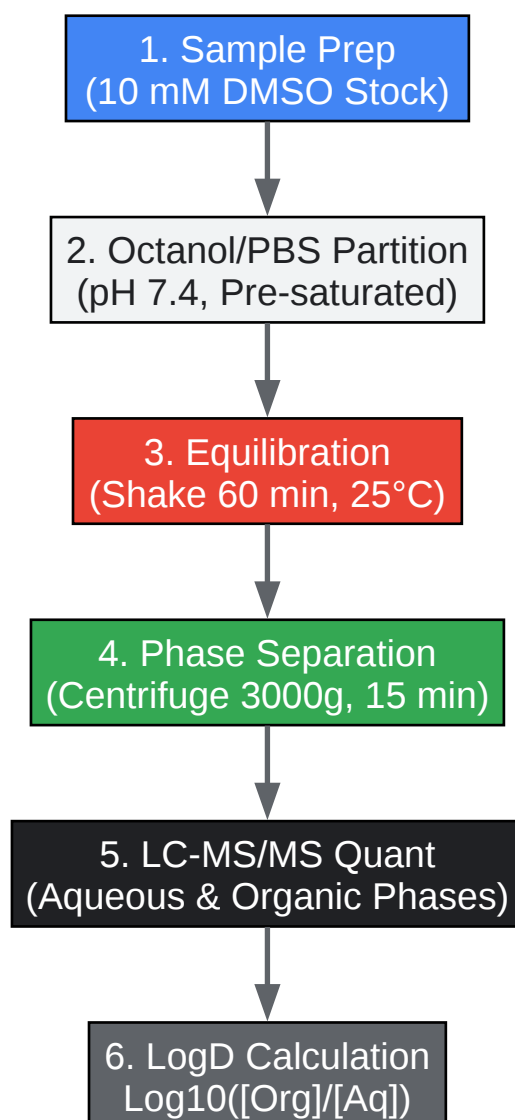 1. Sample Prep
(10 mM DMSO Stock)
2. Octanol/PBS Partition
(pH 7.4, Pre-saturated)
3. Equilibration
(Shake 60 min, 25°C)
4. Phase Separation
(Centrifuge 3000g, 15 min)
5. LC-MS/MS Quant
(Aqueous & Organic Phases)
6. LogD Calculation
Log10([Org]/[Aq])